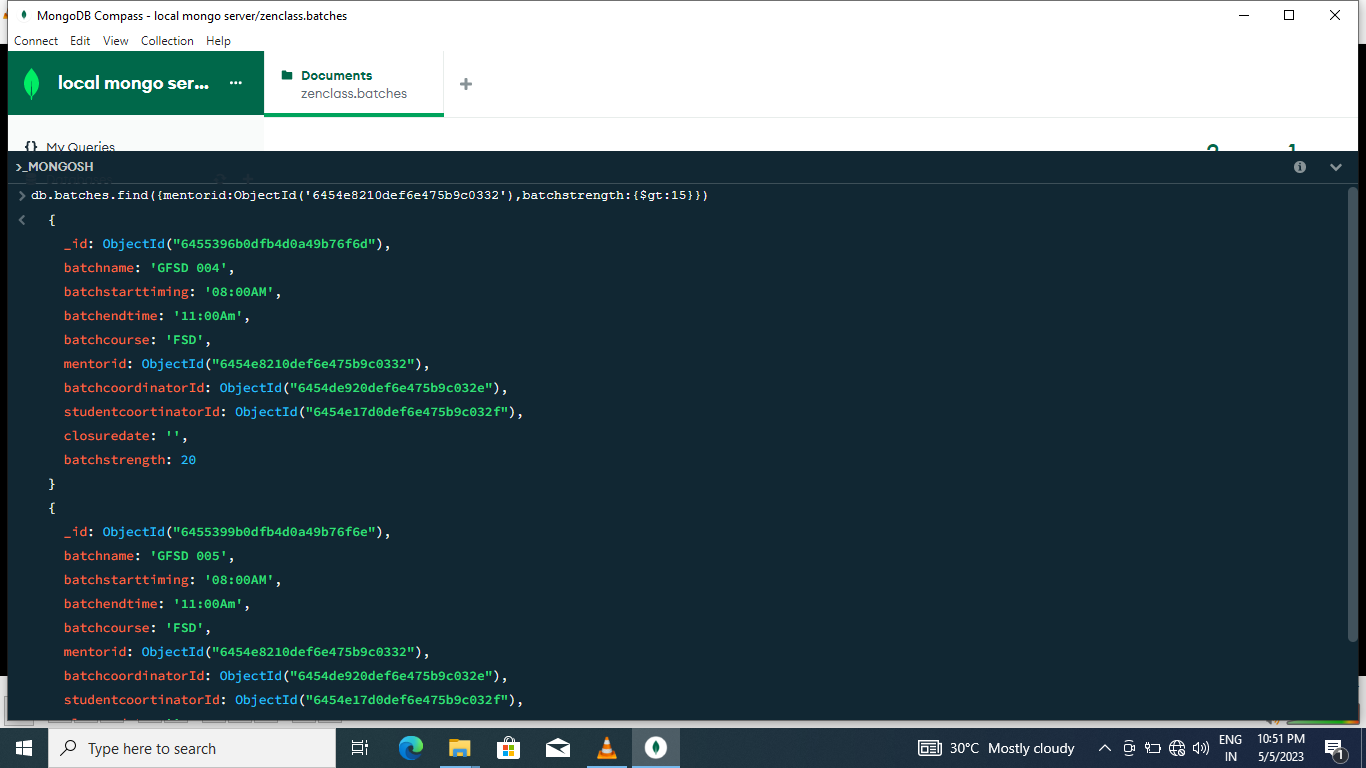 MongoDB Compass - local mongo server/zenclass.batches
Connect Edit View Collection Help
local mongo ser... ...
Documents
zenclass.batches
{} My Queries
>_MONGOSH
db.batches.find({mentorid:ObjectId('6454e8210def6e475b9c0332'),batchstrength:{$gt:15}})
{
_id: ObjectId("6455396b0dfb4d0a49b76f6d"),
batchname: 'GFSD 004',
batchstarttiming: '08:00AM',
batchendtime: '11:00Am',
batchcourse: 'FSD',
mentorid: ObjectId("6454e8210def6e475b9c0332"),
batchcoordinatorId: ObjectId("6454de920def6e475b9c032e"),
studentcoortinatorId: ObjectId("6454e17d0def6e475b9c032f"),
closuredate: '',
batchstrength: 20
}
{
_id: ObjectId("6455399b0dfb4d0a49b76f6e"),
batchname: 'GFSD 005',
batchstarttiming: '08:00AM',
batchendtime: '11:00Am',
batchcourse: 'FSD',
mentorid: ObjectId("6454e8210def6e475b9c0332"),
batchcoordinatorId: ObjectId("6454de920def6e475b9c032e"),
studentcoortinatorId: ObjectId("6454e17d0def6e475b9c032f"),
Type here to search
30°C Mostly cloudy
ENG
IN
10:51 PM
5/5/2023
1